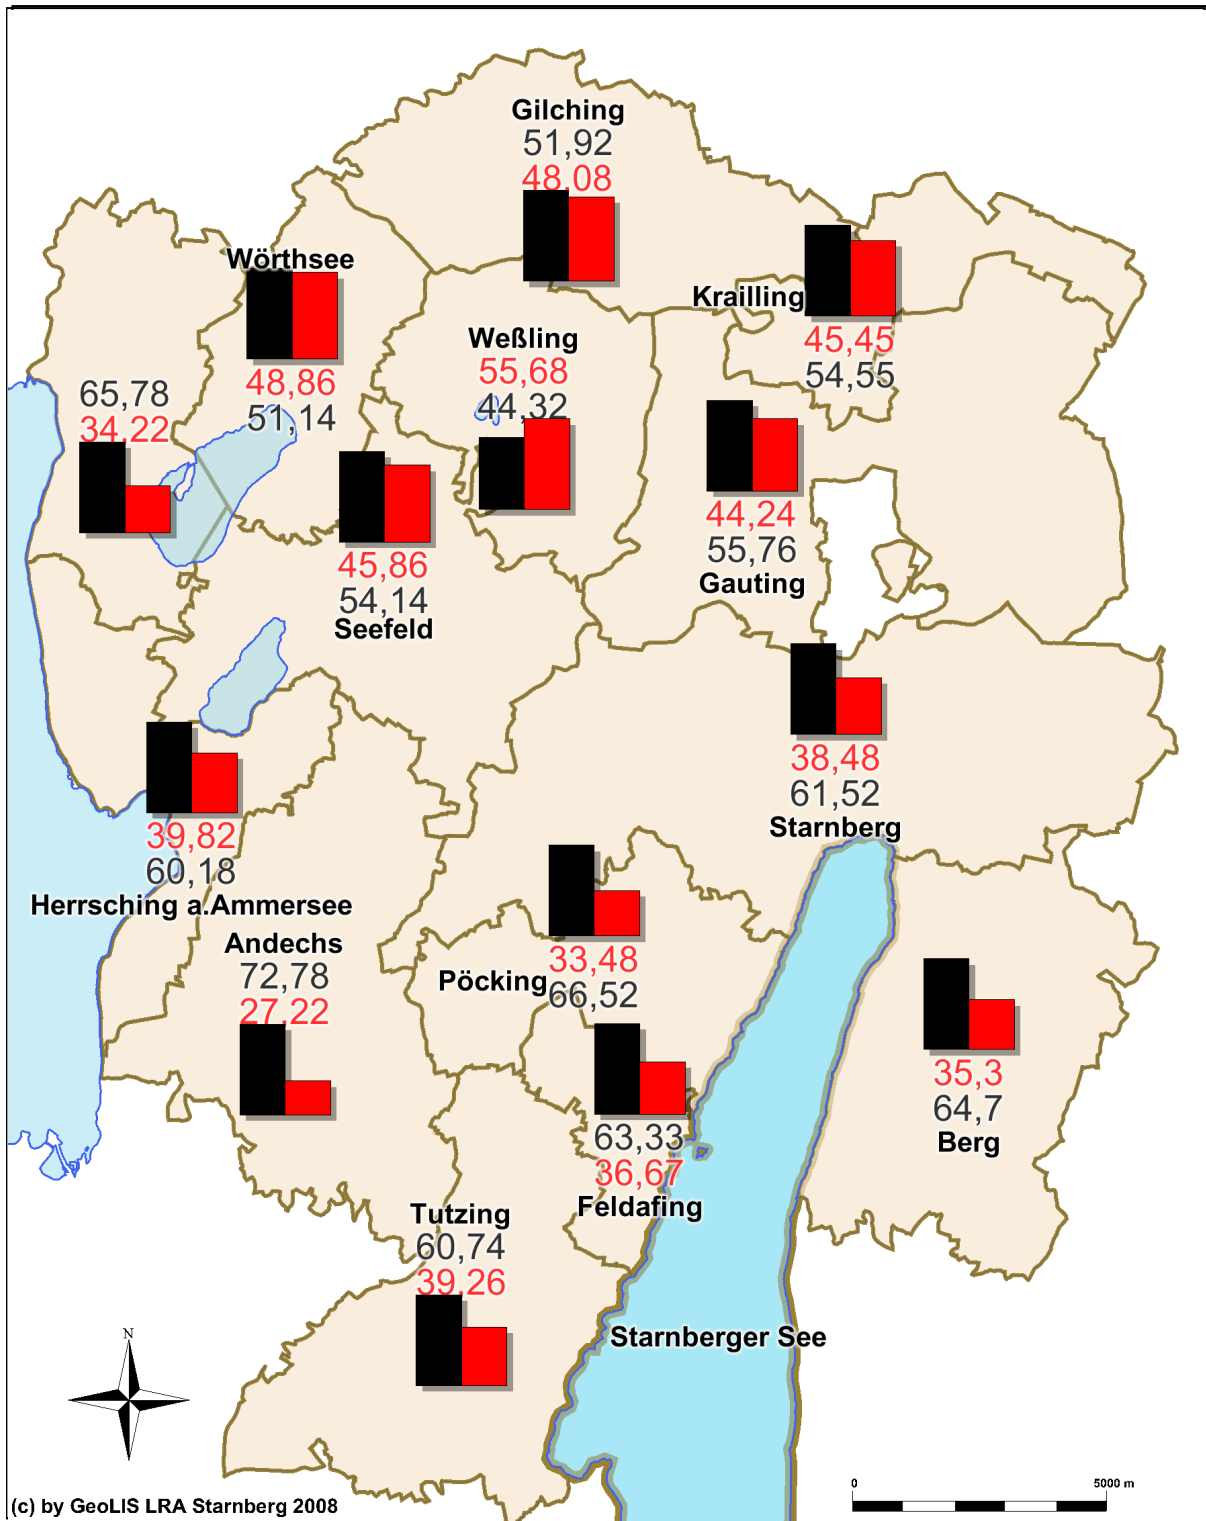 Gilching
51,92
48,08
Wörthsee
48,86
51,14
Krailling
45,45
54,55
Weßling
55,68
44,32
65,78
34,22
44,24
55,76
Gauting
45,86
54,14
Seefeld
38,48
61,52
Starnberg
39,82
60,18
Herrsching a.Ammersee
Andechs
72,78
27,22
33,48
Pöcking
66,52
35,3
64,7
Berg
63,33
36,67
Feldafing
Tutzing
60,74
39,26
Starnberger See
N
0
5000 m
(c) by GeoLIS LRA Starnberg 2008